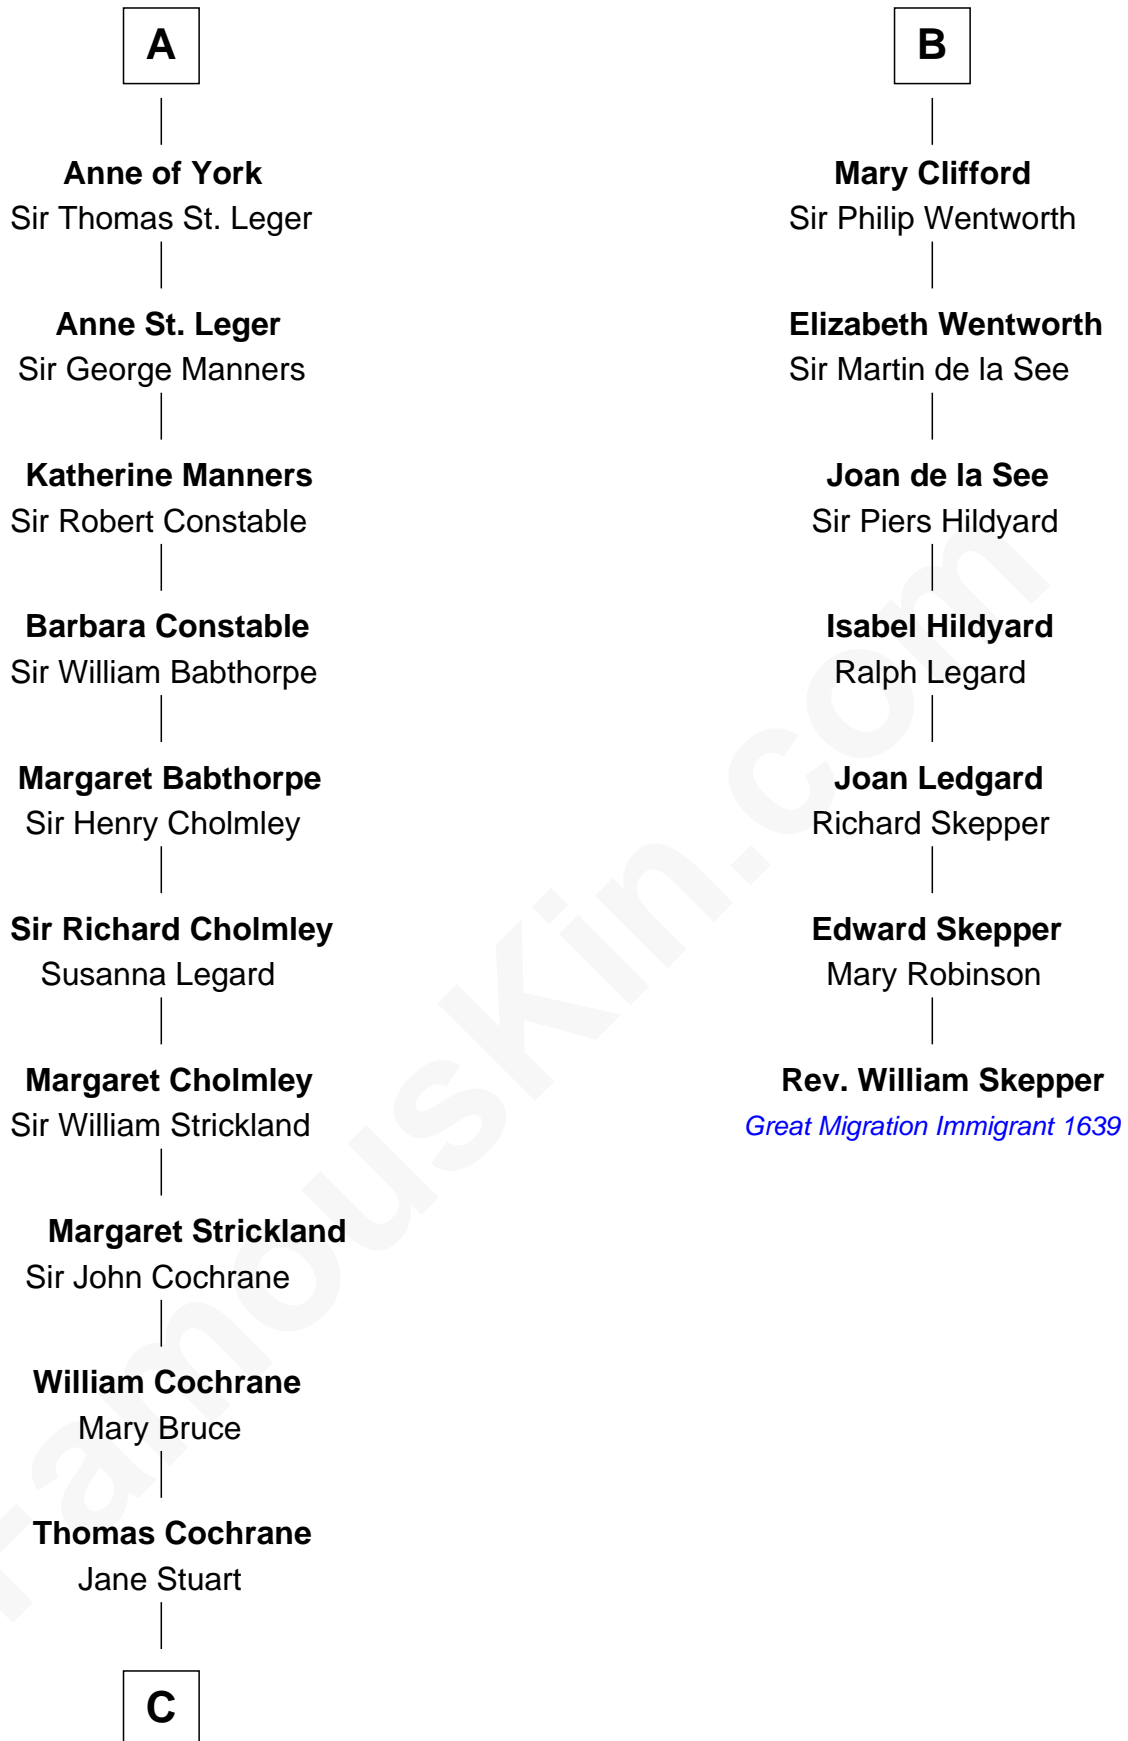 A
Anne of York
Sir Thomas St. Leger
Anne St. Leger
Sir George Manners
Katherine Manners
Sir Robert Constable
Barbara Constable
Sir William Babthorpe
Margaret Babthorpe
Sir Henry Cholmley
Sir Richard Cholmley
Susanna Legard
Margaret Cholmley
Sir William Strickland
Margaret Strickland
Sir John Cochrane
William Cochrane
Mary Bruce
Thomas Cochrane
Jane Stuart
C
B
Mary Clifford
Sir Philip Wentworth
Elizabeth Wentworth
Sir Martin de la See
Joan de la See
Sir Piers Hildyard
Isabel Hildyard
Ralph Legard
Joan Ledgard
Richard Skepper
Edward Skepper
Mary Robinson
Rev. William Skepper
Great Migration Immigrant 1639
FamousKin.com